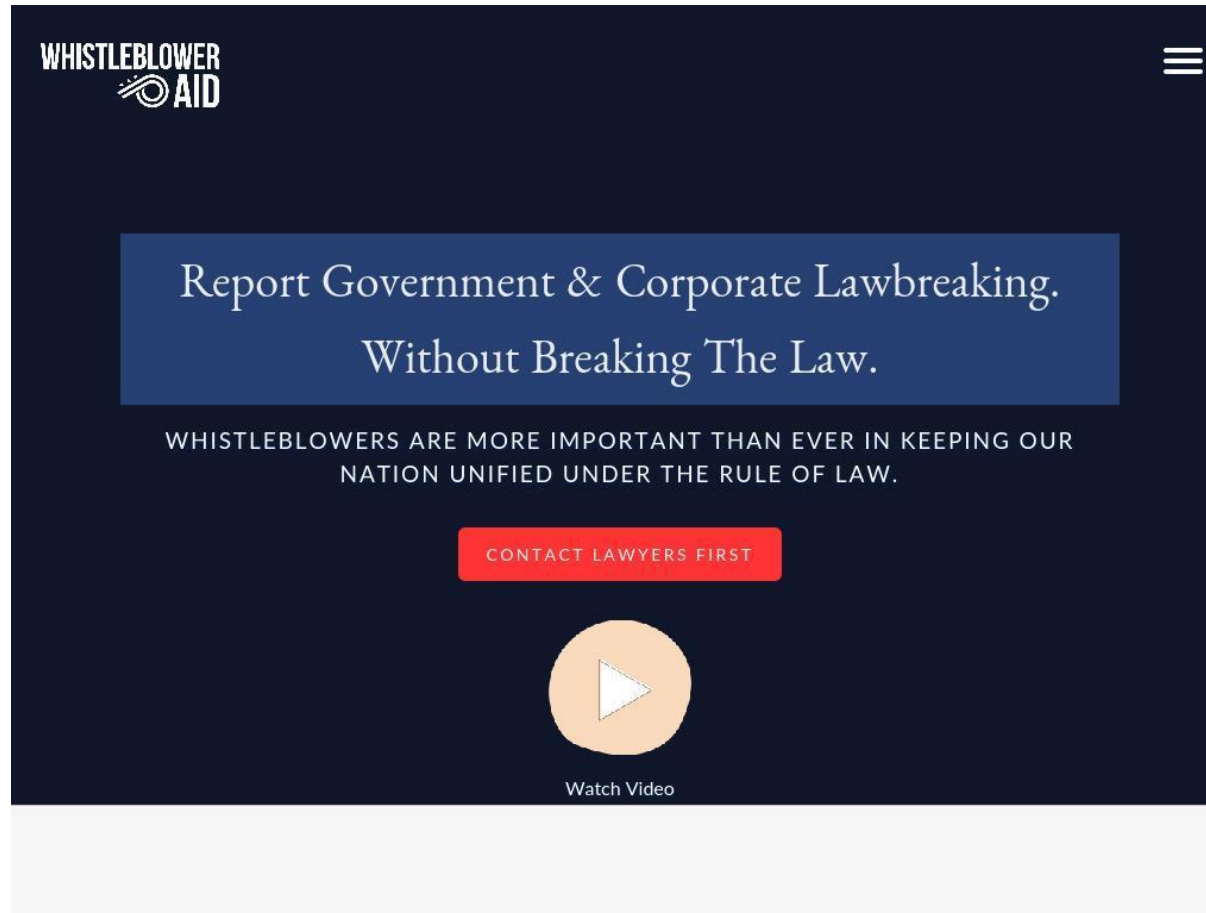 WHISTLEBLOWER
AID
Report Government & Corporate Lawbreaking.
Without Breaking The Law.
WHISTLEBLOWERS ARE MORE IMPORTANT THAN EVER IN KEEPING OUR
NATION UNIFIED UNDER THE RULE OF LAW.
CONTACT LAWYERS FIRST
Watch Video